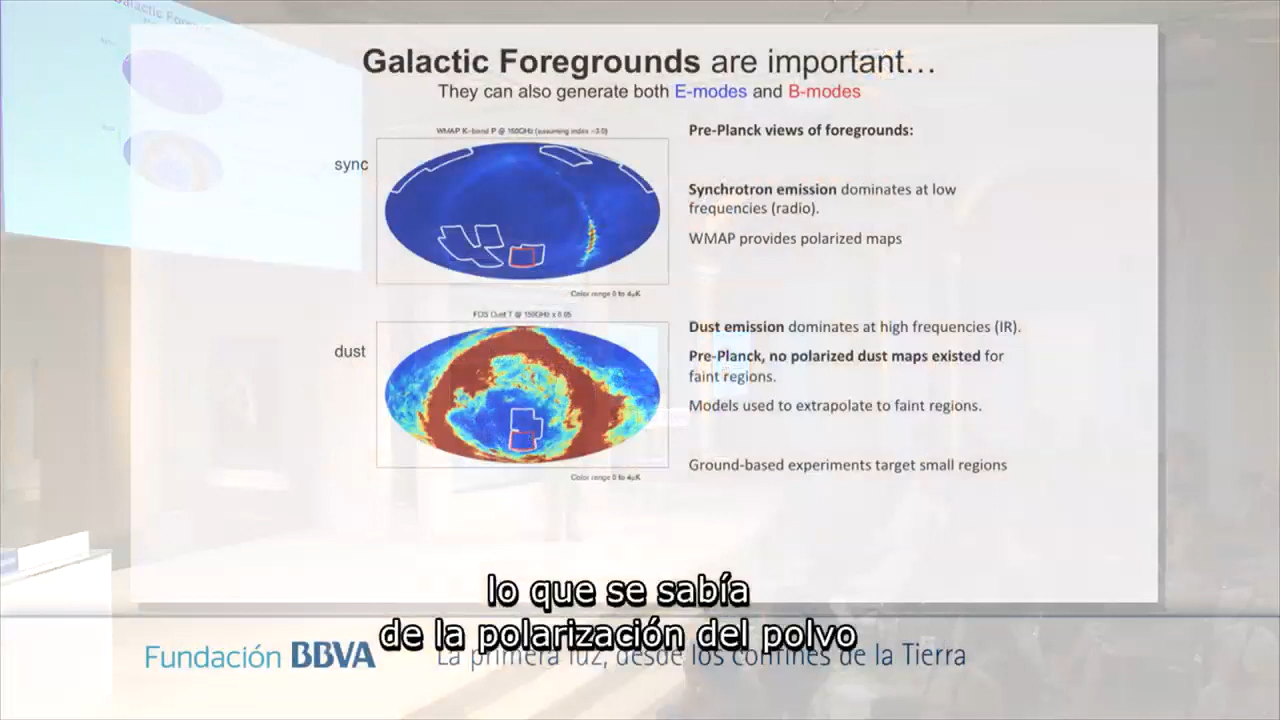 Galactic Foregrounds are important…
They can also generate both E-modes and B-modes
WMAP K-band P @ 150GHz (assuming index -3.0)
sync
Color range 0 to 4μK
Pre-Planck views of foregrounds:
Synchrotron emission dominates at low
frequencies (radio).
WMAP provides polarized maps
FDS Dust T @ 150GHz x 0.05
dust
Color range 0 to 4μK
Dust emission dominates at high frequencies (IR).
Pre-Planck, no polarized dust maps existed for
faint regions.
Models used to extrapolate to faint regions.
Ground-based experiments target small regions
lo que se sabía
de la polarización del polvo
Fundación BBVA
La primera luz, desde los confines de la Tierra